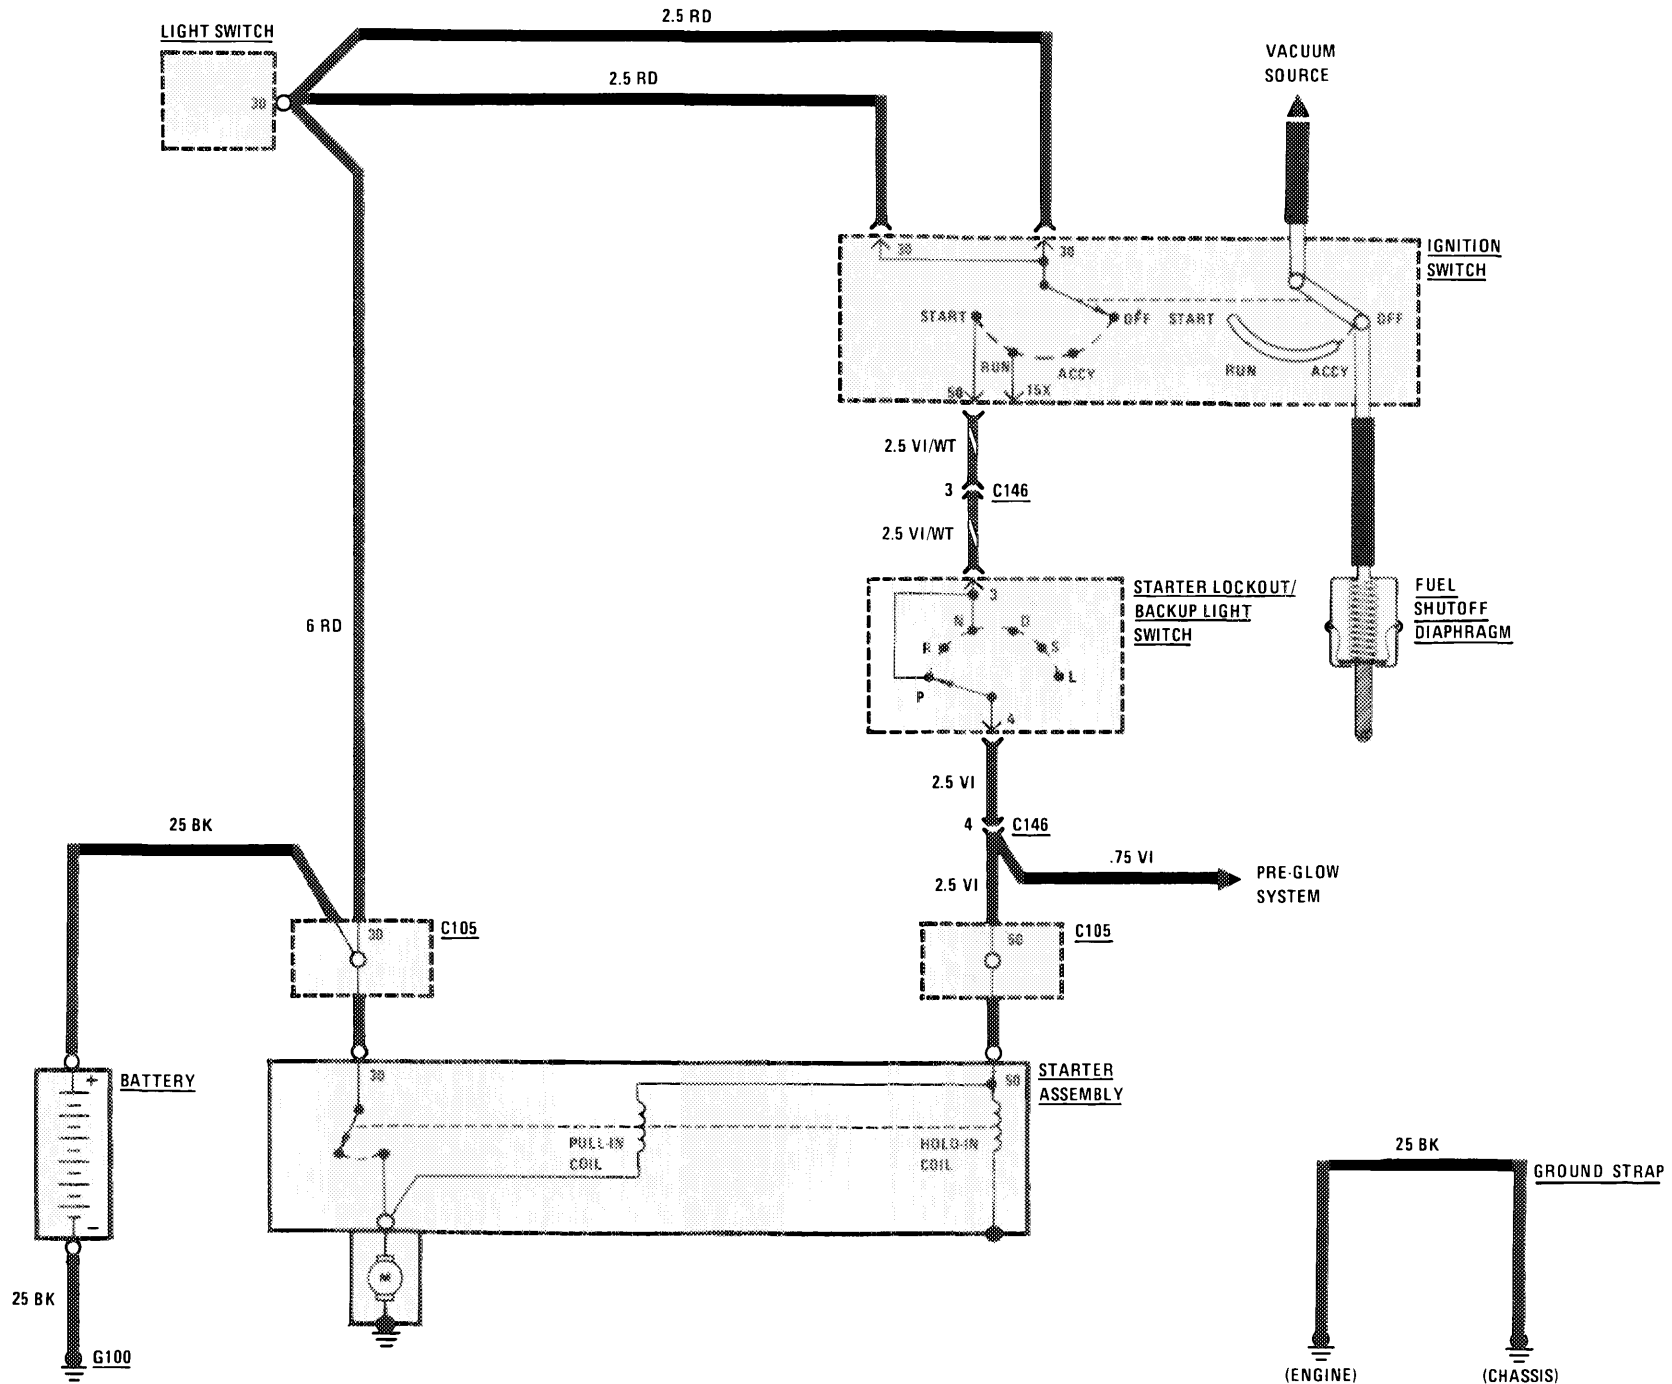 2.5 RD
LIGHT SWITCH
30
2.5 RD
VACUUM
SOURCE
IGNITION
SWITCH
30
30
START
OFF
START
OFF
RUN
ACCY
RUN
ACCY
50
15X
2.5 VI/WT
3
C146
2.5 VI/WT
STARTER LOCKOUT/
BACKUP LIGHT
SWITCH
3
N
D
R
S
P
L
4
FUEL
SHUTOFF
DIAPHRAGM
6 RD
2.5 VI
4
C146
25 BK
.75 VI
PRE-GLOW
SYSTEM
2.5 VI
30
C105
50
C105
BATTERY
+
–
30
50
STARTER
ASSEMBLY
PULL-IN
COIL
HOLD-IN
COIL
25 BK
GROUND STRAP
M
25 BK
G100
(ENGINE)
(CHASSIS)